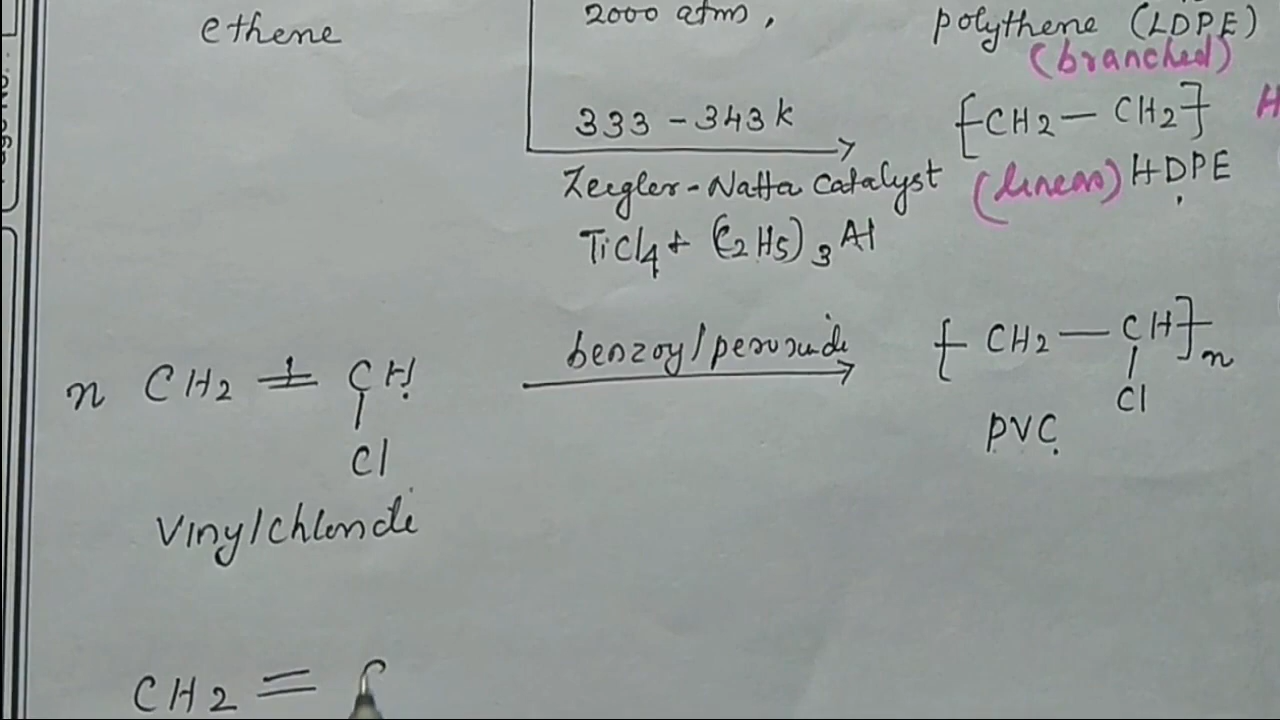 ethene
2000 atm,
polythene (LDPE)
(branched)
333 - 343 K
[CH2 — CH2]
H
Zeigler - Natta Catalyst
(linear) HDPE
TiCl4 + (C2H5)3 Al
n CH2 = CH
Cl
benzoyl peroxide
[CH2 — CH]n
Cl
PVC
Vinylchloride
CH2 =